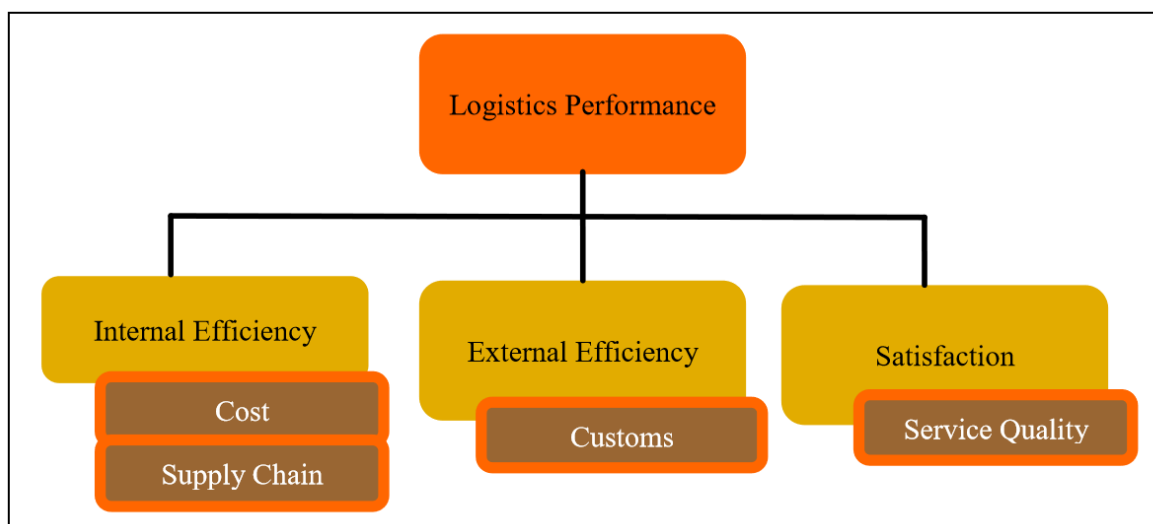 Logistics Performance
Internal Efficiency
Cost
Supply Chain
External Efficiency
Customs
Satisfaction
Service Quality